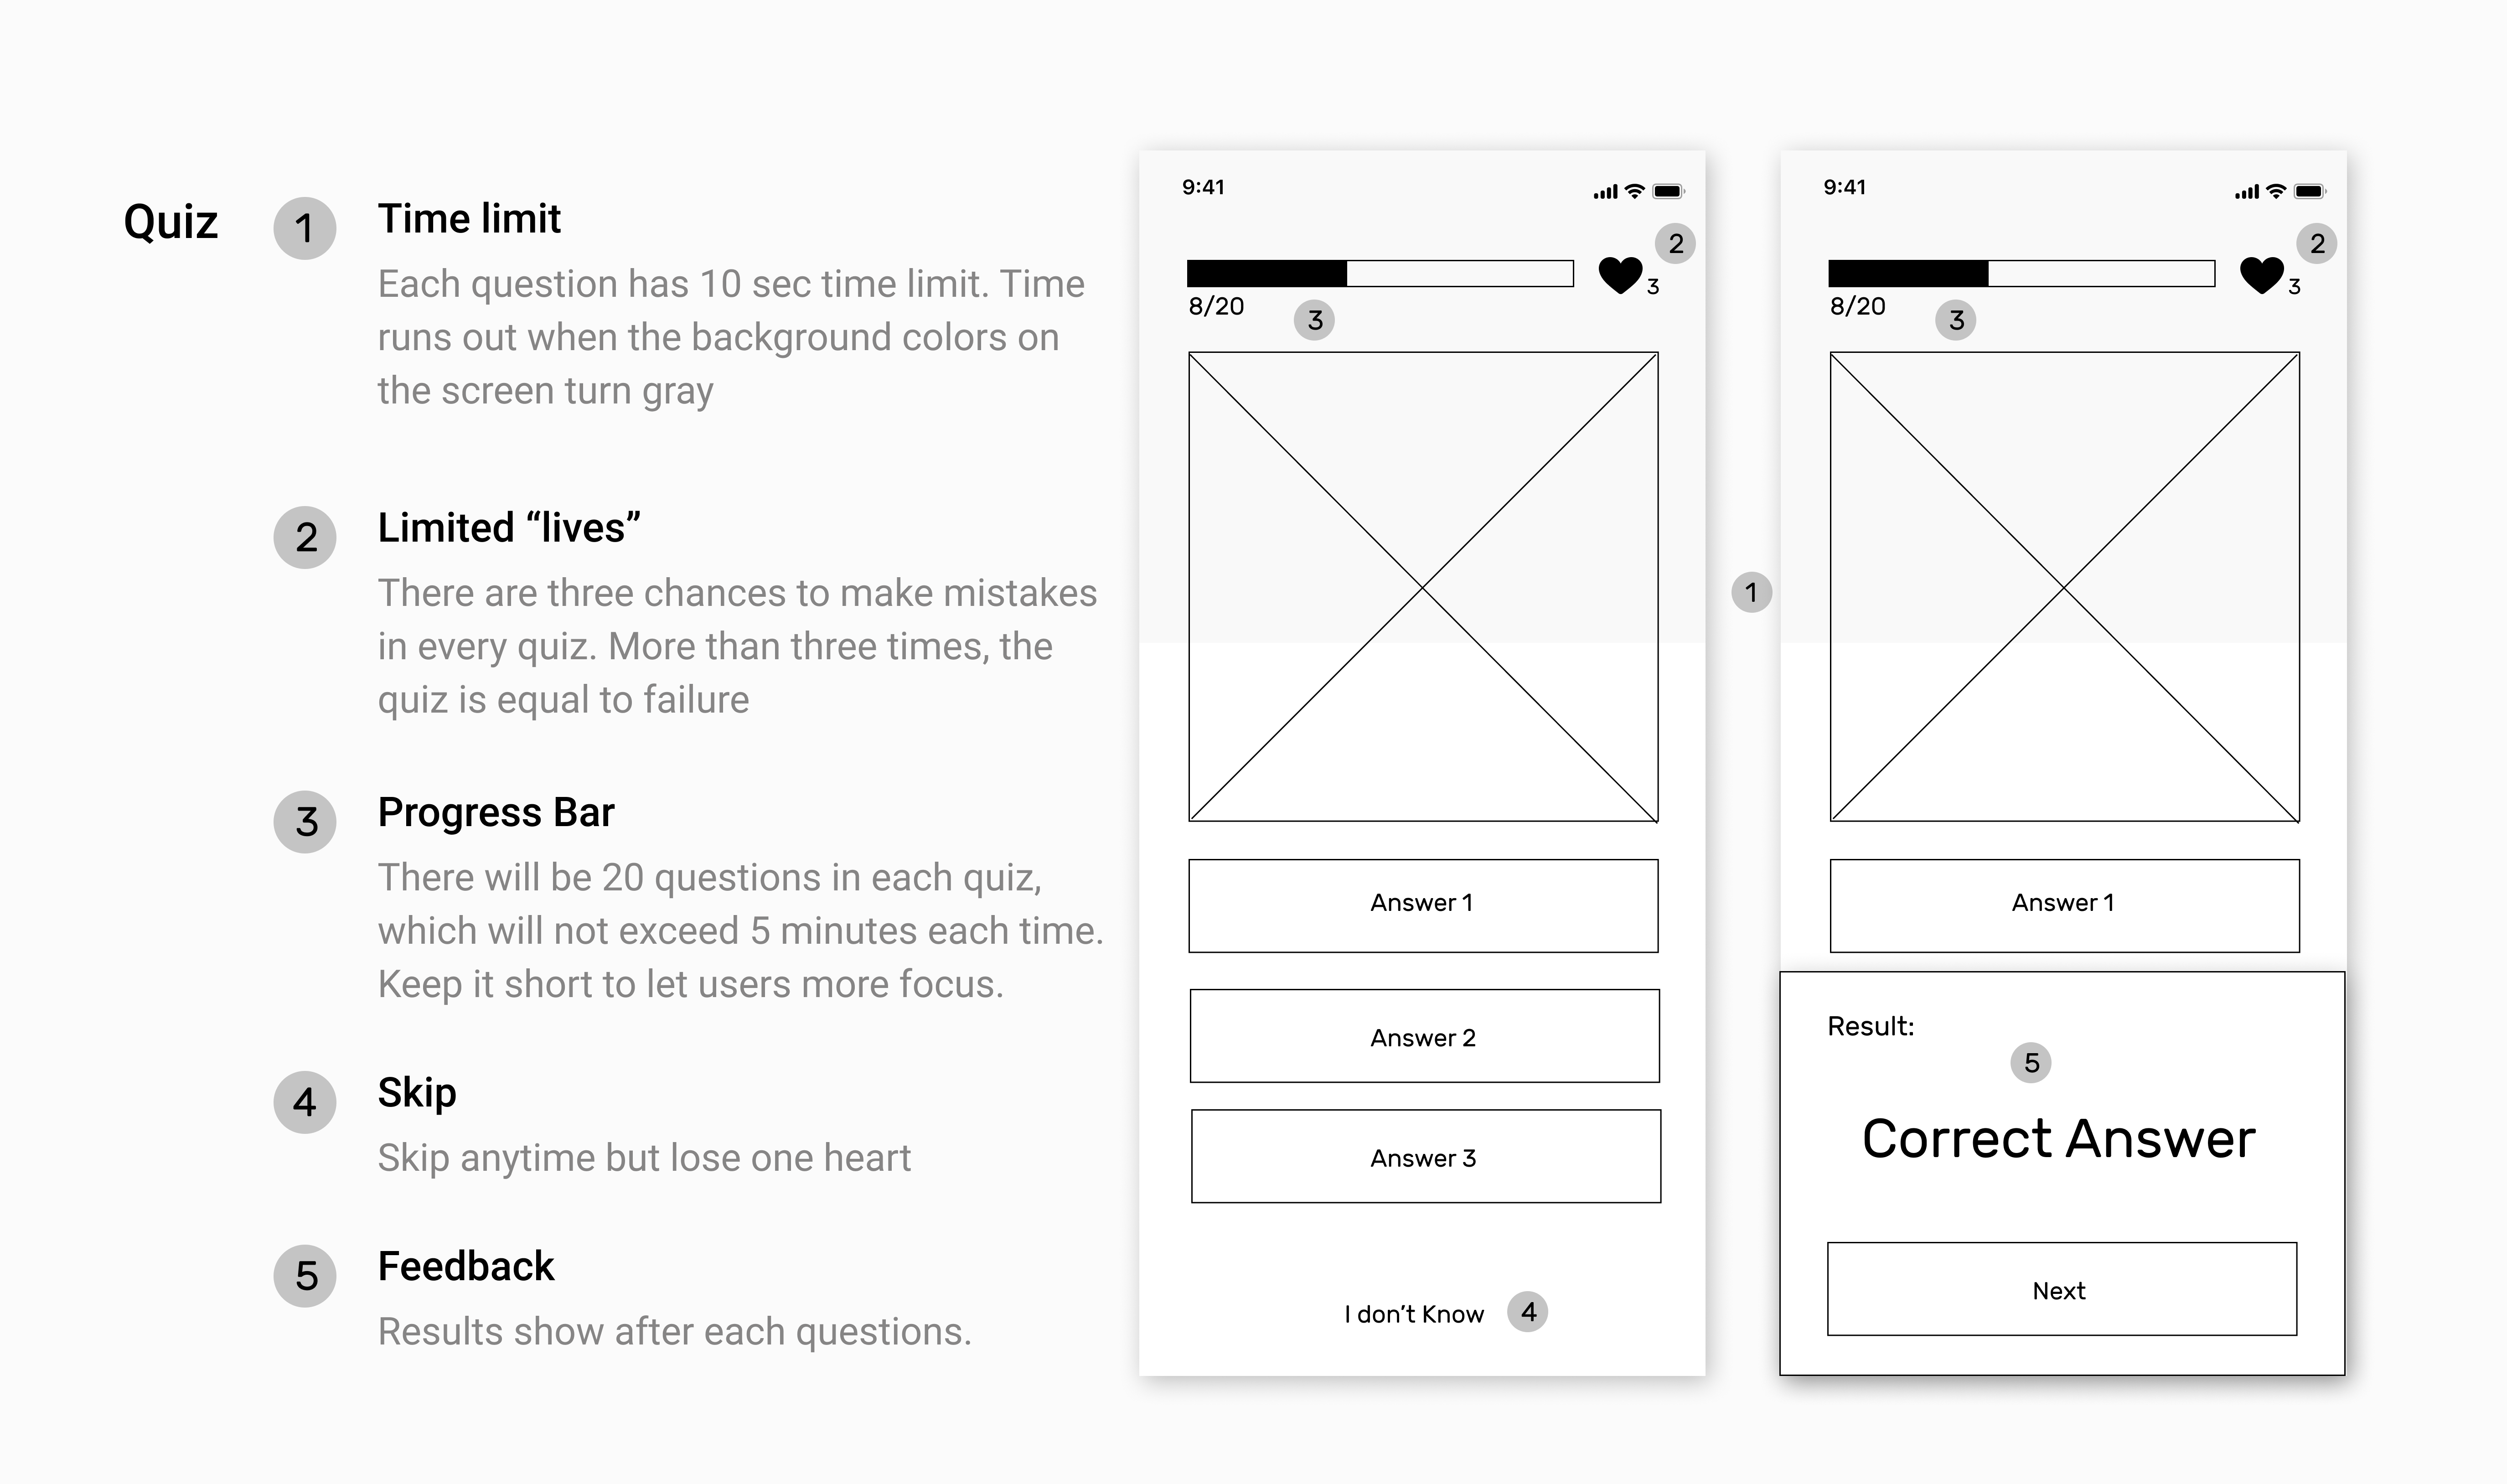 Quiz
1
Time limit
Each question has 10 sec time limit. Time
runs out when the background colors on
the screen turn gray
2
Limited “lives”
There are three chances to make mistakes
in every quiz. More than three times, the
quiz is equal to failure
3
Progress Bar
There will be 20 questions in each quiz,
which will not exceed 5 minutes each time.
Keep it short to let users more focus.
4
Skip
Skip anytime but lose one heart
5
Feedback
Results show after each questions.
9:41
2
3
8/20
3
Answer 1
Answer 2
Answer 3
I don’t Know
4
1
9:41
2
3
8/20
3
Answer 1
Result:
5
Correct Answer
Next